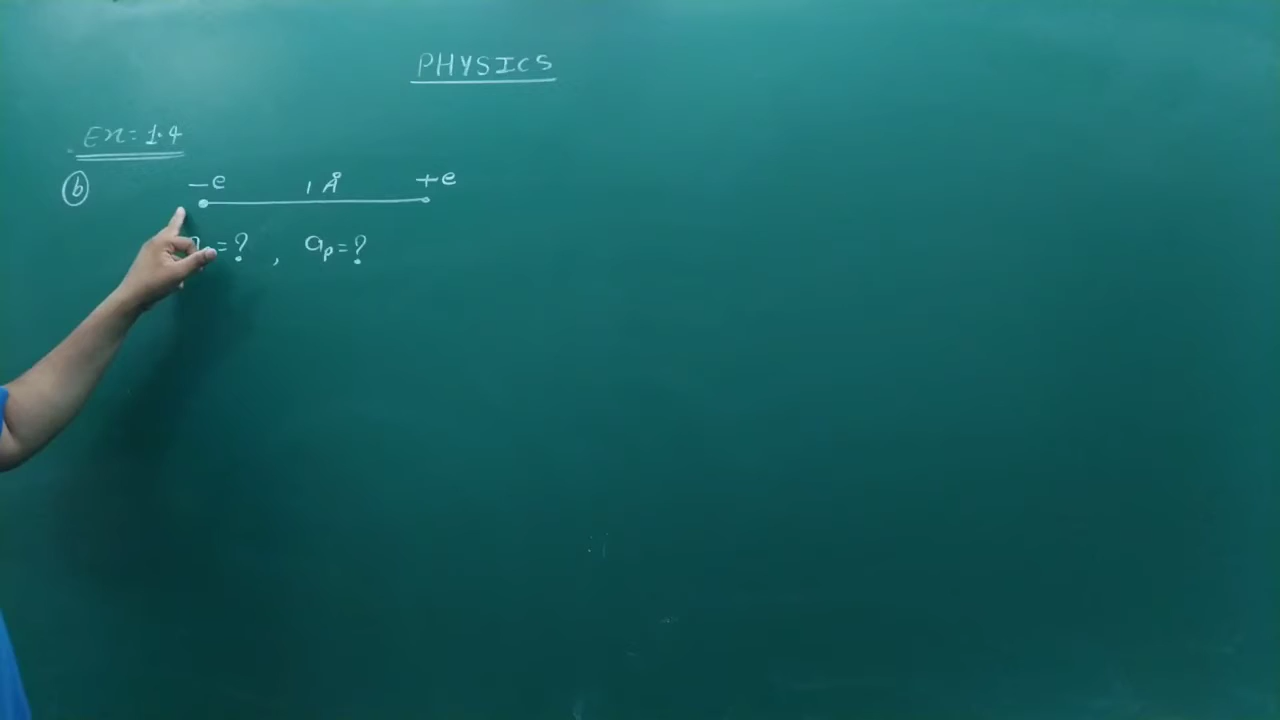 PHYSICS
Ex=1.4
(b) -e 1 Å +e
=? , ap=?